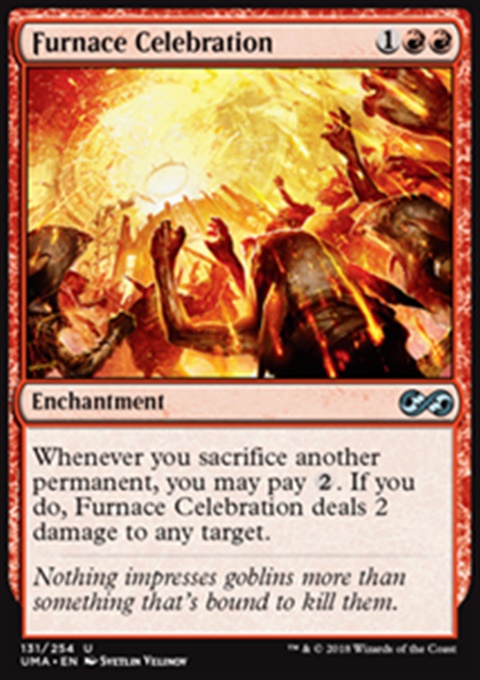 Furnace Celebration 1
Enchantment
Whenever you sacrifice another
permanent, you may pay 2. If you
do, Furnace Celebration deals 2
damage to any target.
Nothing impresses goblins more than
something that's bound to kill them.
131/254 U
UMA • EN Svetlin Velinov
™ & © 2018 Wizards of the Coast